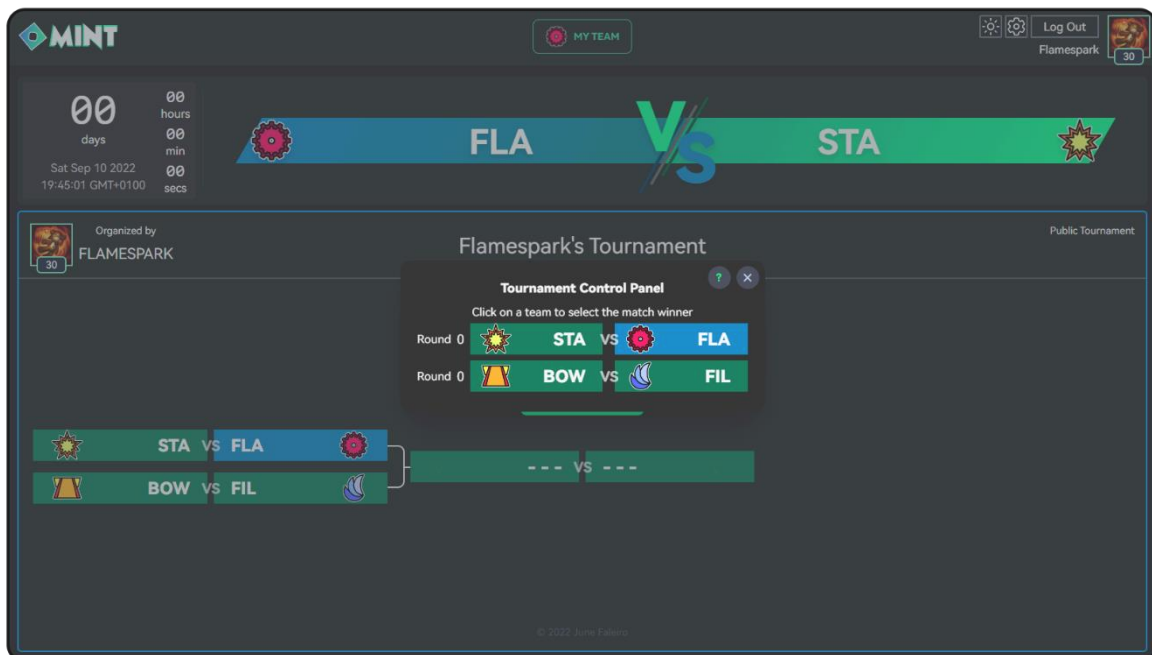 MINT
MY TEAM
Log Out
Flamespark
30
00
days
00
hours
00
min
00
secs
Sat Sep 10 2022
19:45:01 GMT+0100
FLA
VS
STA
Organized by
FLAMESPARK
30
Flamespark's Tournament
Public Tournament
?
Tournament Control Panel
Click on a team to select the match winner
Round 0 STA VS FLA
Round 0 BOW VS FIL
STA VS FLA
BOW VS FIL
--- VS ---
© 2022 June Faleiro